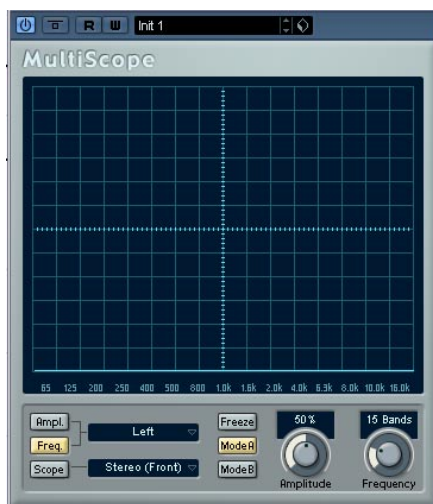 R W Init 1
MultiScope
65 125 200 250 400 500 800 1.0k 1.6k 2.0k 4.0k 6.3k 8.0k 10.0k 16.0k
Ampl. Freeze 50% 15 Bands
Left
Freq. Mode A
Scope Stereo (Front) Mode B
Amplitude Frequency